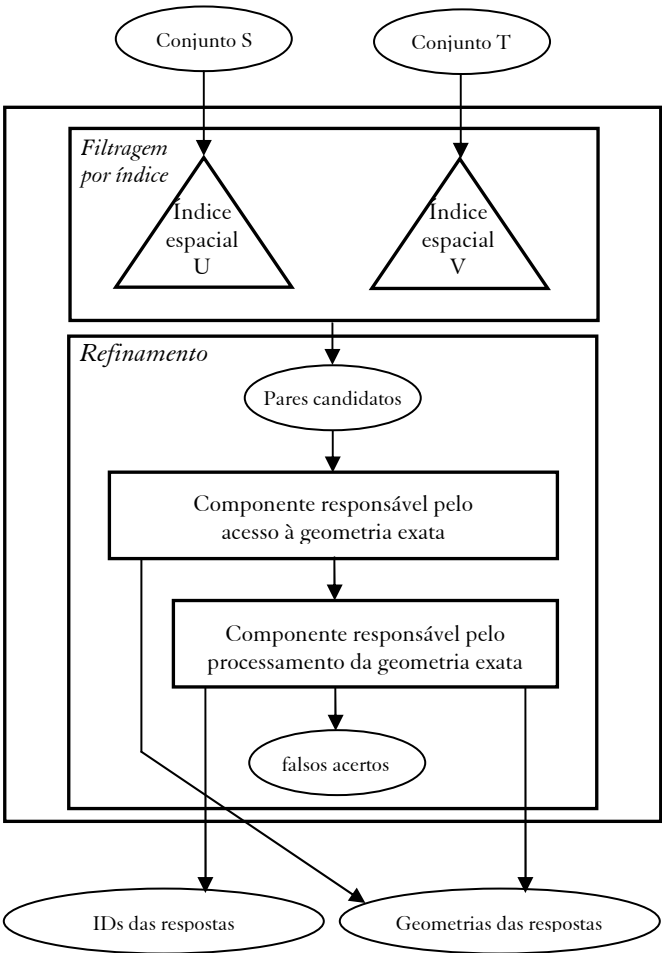 Conjunto S
Conjunto T
Filtragem
por índice
Índice
espacial
U
Índice
espacial
V
Refinamento
Pares candidatos
Componente responsável pelo
acesso à geometria exata
Componente responsável pelo
processamento da geometria exata
falsos acertos
IDs das respostas
Geometrias das respostas